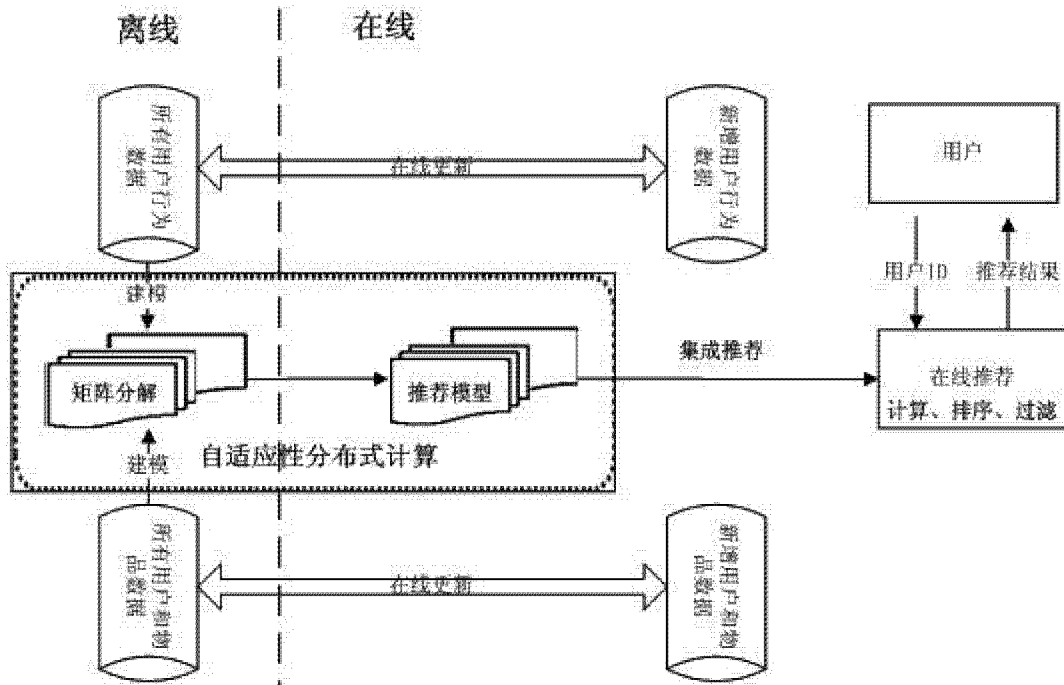 离线
在线
所有用户行为
数据
在线更新
新增用户行为
数据
用户
用户ID
推荐结果
建模
矩阵分解
推荐模型
集成推荐
在线推荐
计算、排序、过滤
建模
自适应性分布式计算
所有用户和物
品数据
在线更新
新增用户和物
品数据